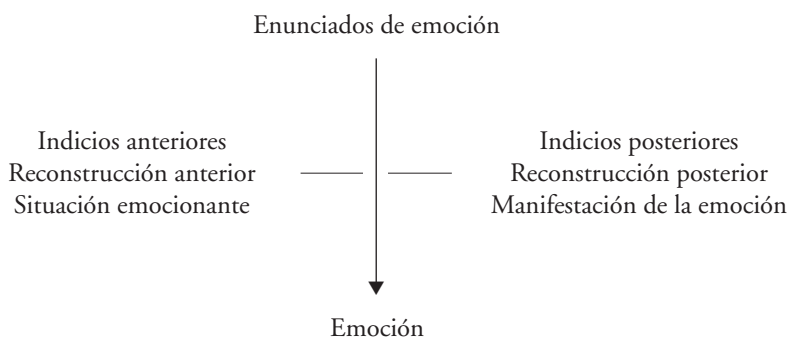 Enunciados de emoción
Indicios anteriores
Reconstrucción anterior
Situación emocionante
Indicios posteriores
Reconstrucción posterior
Manifestación de la emoción
Emoción